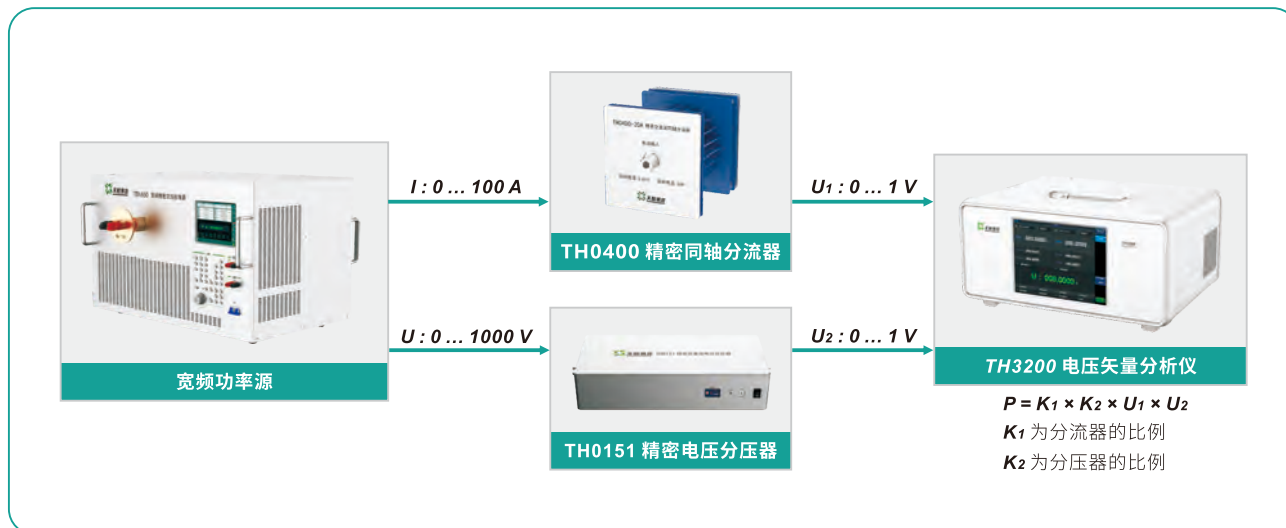 I : 0 … 100 A
U1 : 0 … 1 V
TH0400 精密同轴分流器
U : 0 … 1000 V
U2 : 0 … 1 V
宽频功率源
TH0151 精密电压分压器
TH3200 电压矢量分析仪
P = K1 × K2 × U1 × U2
K1 为分流器的比例
K2 为分压器的比例